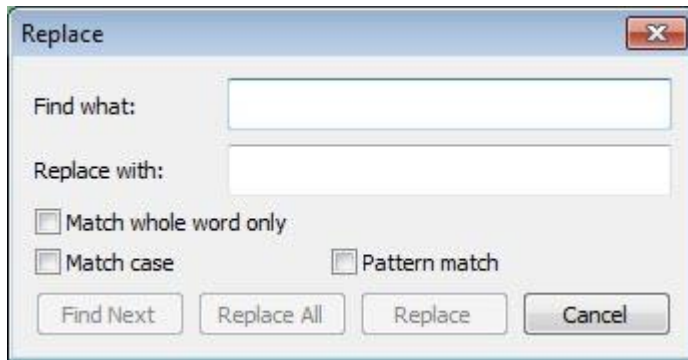 Replace
Find what:
Replace with:
Match whole word only
Match case Pattern match
Find Next Replace All Replace Cancel